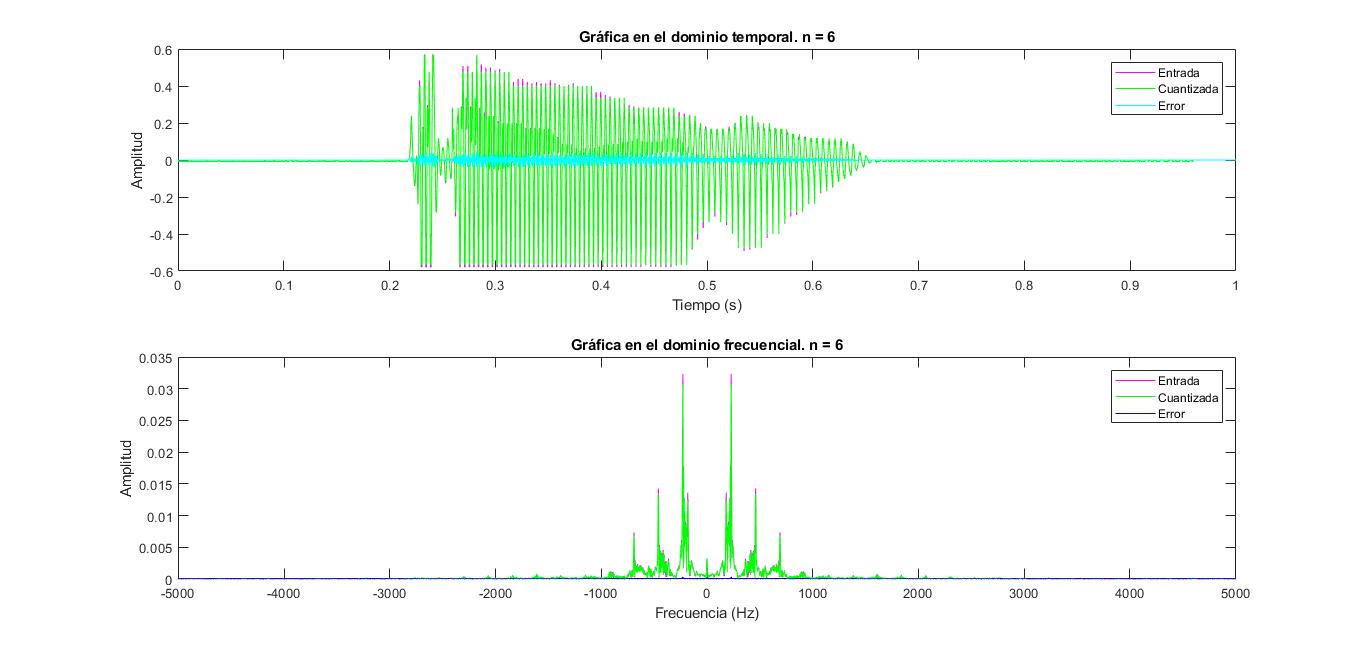 Gráfica en el dominio temporal. n = 6
0.6
0.4
0.2
0
-0.2
-0.4
-0.6
Amplitud
Entrada
Cuantizada
Error
0 0.1 0.2 0.3 0.4 0.5 0.6 0.7 0.8 0.9 1
Tiempo (s)
Gráfica en el dominio frecuencial. n = 6
0.035
0.03
0.025
0.02
0.015
0.01
0.005
0
Amplitud
Entrada
Cuantizada
Error
-5000 -4000 -3000 -2000 -1000 0 1000 2000 3000 4000 5000
Frecuencia (Hz)